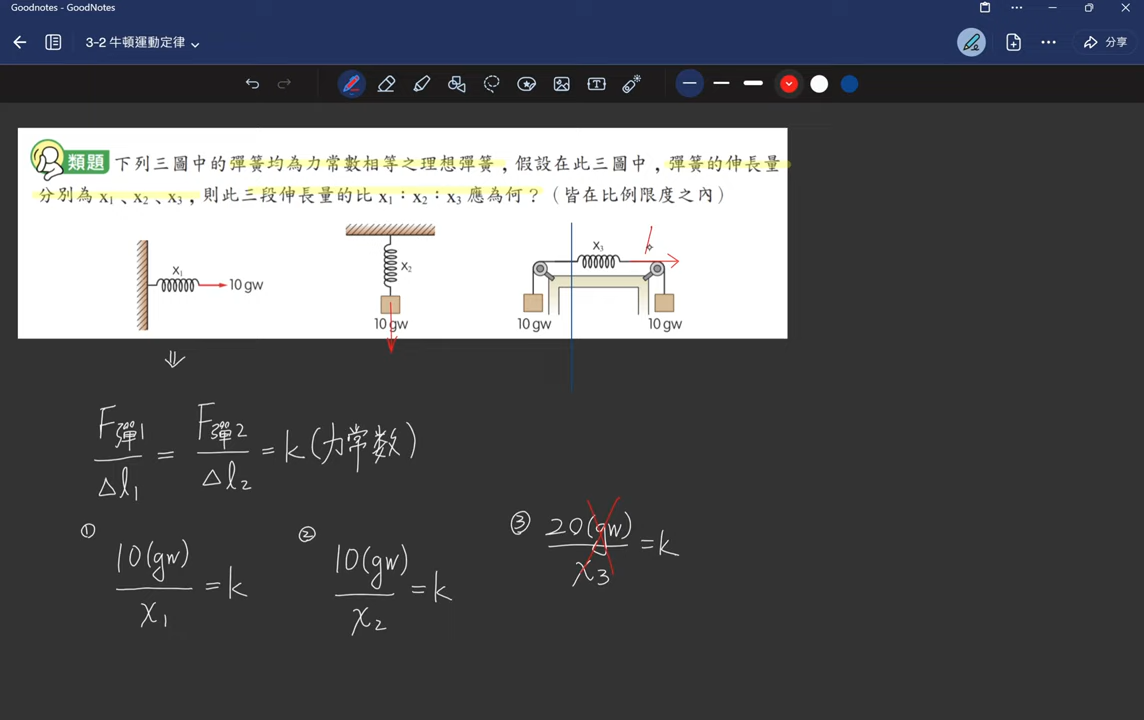 Goodnotes - GoodNotes
3-2 牛頓運動定律
分享
類題 下列三圖中的彈簧均為力常數相等之理想彈簧，假設在此三圖中，彈簧的伸長量
分別為 x₁、x₂、x₃，則此三段伸長量的比 x₁：x₂：x₃ 應為何？（皆在比例限度之內）
x₁
10 gw
x₂
10 gw
x₃
10 gw
10 gw
⇓
F彈1/Δl₁ = F彈2/Δl₂ = k (力常数)
① 10(gw)/x₁ = k
② 10(gw)/x₂ = k
③ 20(gw)/x₃ = k